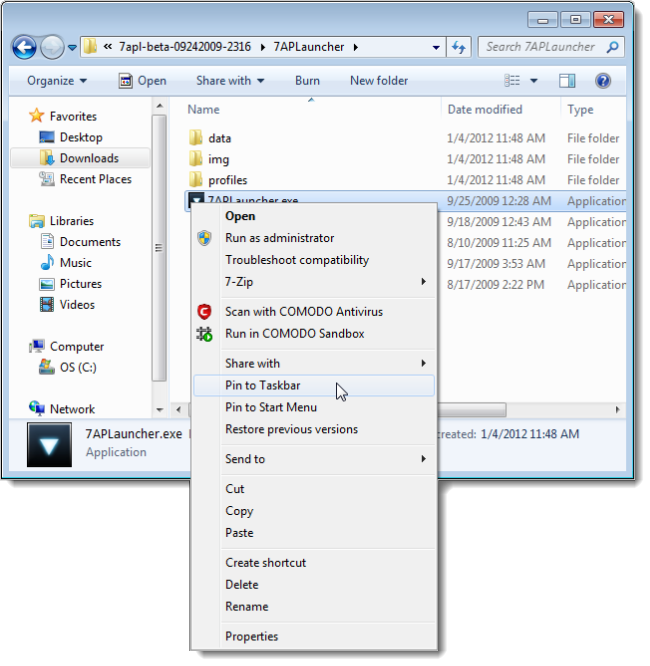 « 7apl-beta-09242009-2316 ▸ 7APLauncher ▸
Search 7APLauncher
Organize Open Share with Burn New folder
Name Date modified Type
Favorites
Desktop
Downloads
Recent Places
Libraries
Documents
Music
Pictures
Videos
Computer
OS (C:)
Network
data 1/4/2012 11:48 AM File folder
img 1/4/2012 11:48 AM File folder
profiles 1/4/2012 11:48 AM File folder
7APLauncher.exe 9/25/2009 12:28 AM Application
9/18/2009 12:43 AM Application
8/10/2009 11:25 AM Application
9/17/2009 3:53 AM Application
8/17/2009 2:22 PM Application
Open
Run as administrator
Troubleshoot compatibility
7-Zip
Scan with COMODO Antivirus
Run in COMODO Sandbox
Share with
Pin to Taskbar
Pin to Start Menu
Restore previous versions
Send to
Cut
Copy
Paste
Create shortcut
Delete
Rename
Properties
7APLauncher.exe created: 1/4/2012 11:48 AM
Application